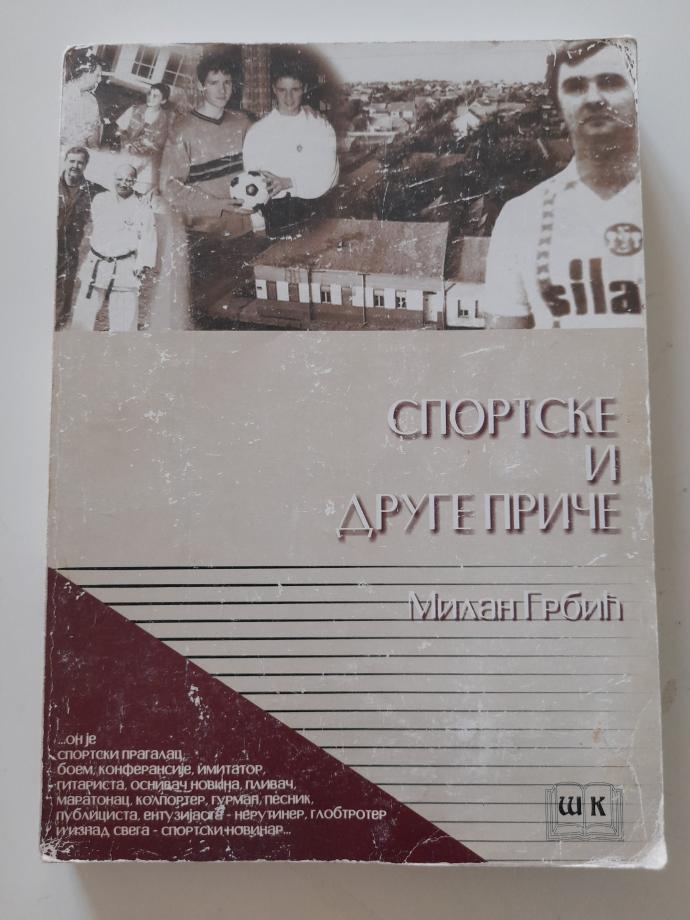 sila
СПОРТСКЕ
И
ДРУГЕ ПРИЧЕ
Милан Грбић
...он је
спортски прагалац,
боем, конферансије, имитатор,
гитариста, оснивач новина, пливач,
маратонац, колпортер, гурман, песник,
публициста, ентузијаста - нерутинер, глобтротер
и изнад свега - спортски новинар...
ШК